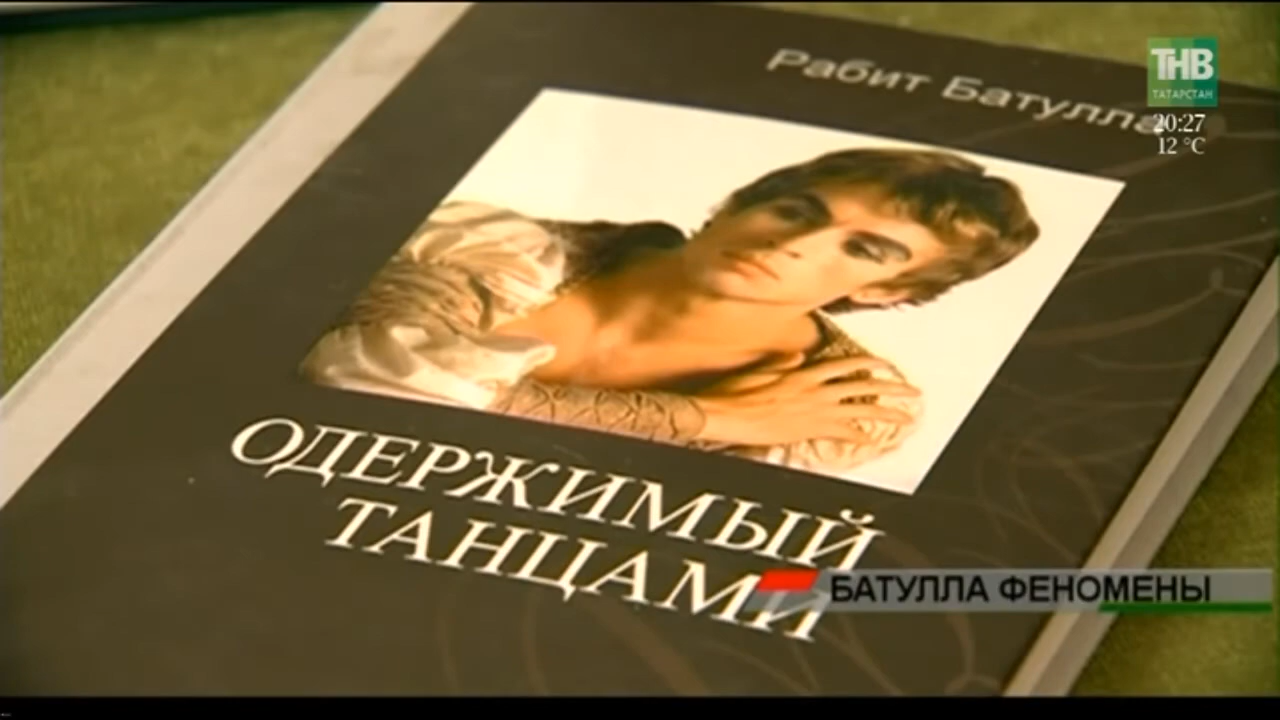 Рабит Батулла
ТНВ
ТАТАРСТАН
20:27
12 °C
ОДЕРЖИМЫЙ
ТАНЦАМИ
БАТУЛЛА ФЕНОМЕНЫ